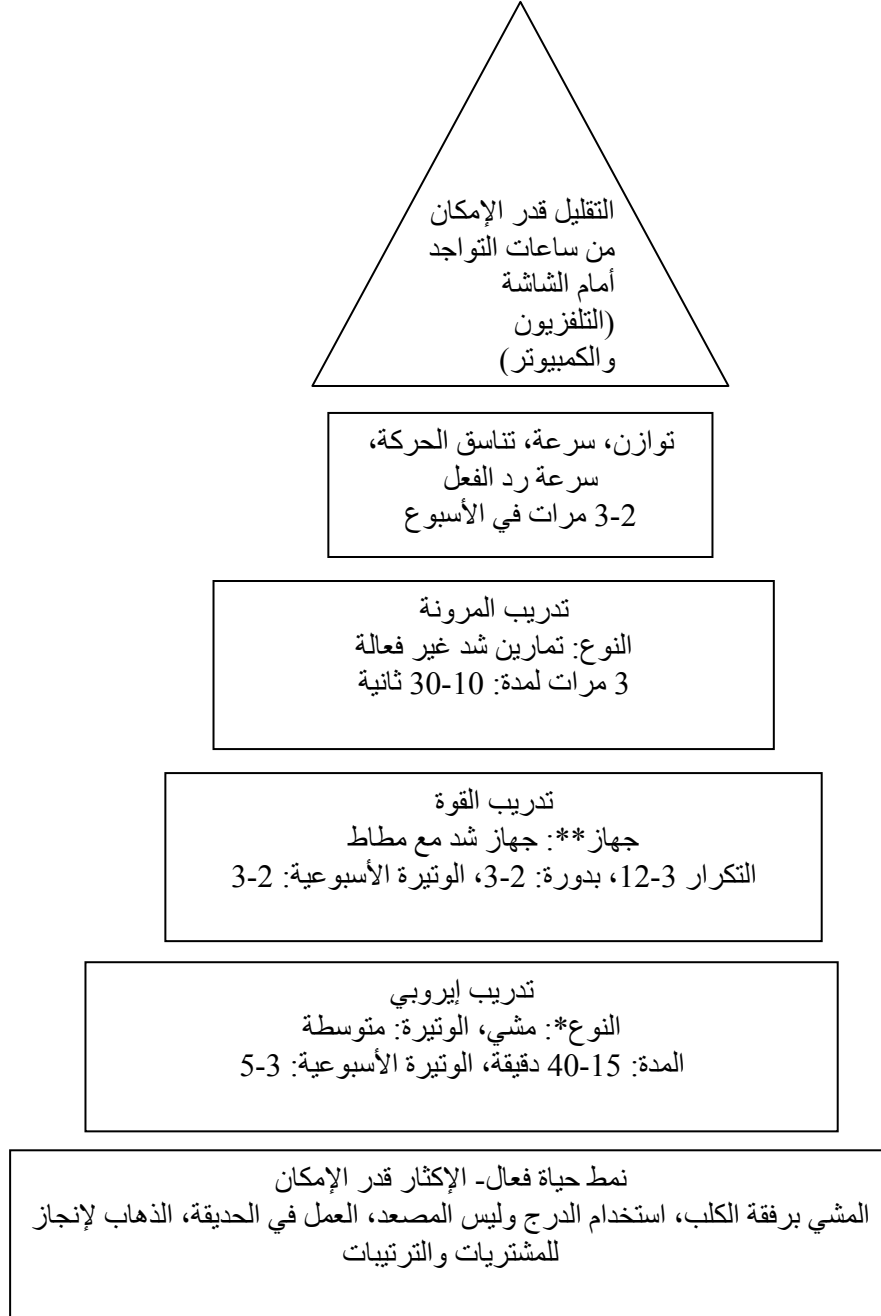 التقليل قدر الإمكان
من ساعات التواجد
أمام الشاشة
(التلفزيون
والكمبيوتر)
توازن، سرعة، تناسق الحركة،
سرعة رد الفعل
3-2 مرات في الأسبوع
تدريب المرونة
النوع: تمارين شد غير فعالة
3 مرات لمدة: 10-30 ثانية
تدريب القوة
جهاز**: جهاز شد مع مطاط
التكرار 3-12، بدورة: 2-3، الوتيرة الأسبوعية: 2-3
تدريب إيروبي
النوع*: مشي، الوتيرة: متوسطة
المدة: 15-40 دقيقة، الوتيرة الأسبوعية: 3-5
نمط حياة فعال- الإكثار قدر الإمكان
المشي برفقة الكلب، استخدام الدرج وليس المصعد، العمل في الحديقة، الذهاب لإنجاز
للمشتريات والترتيبات